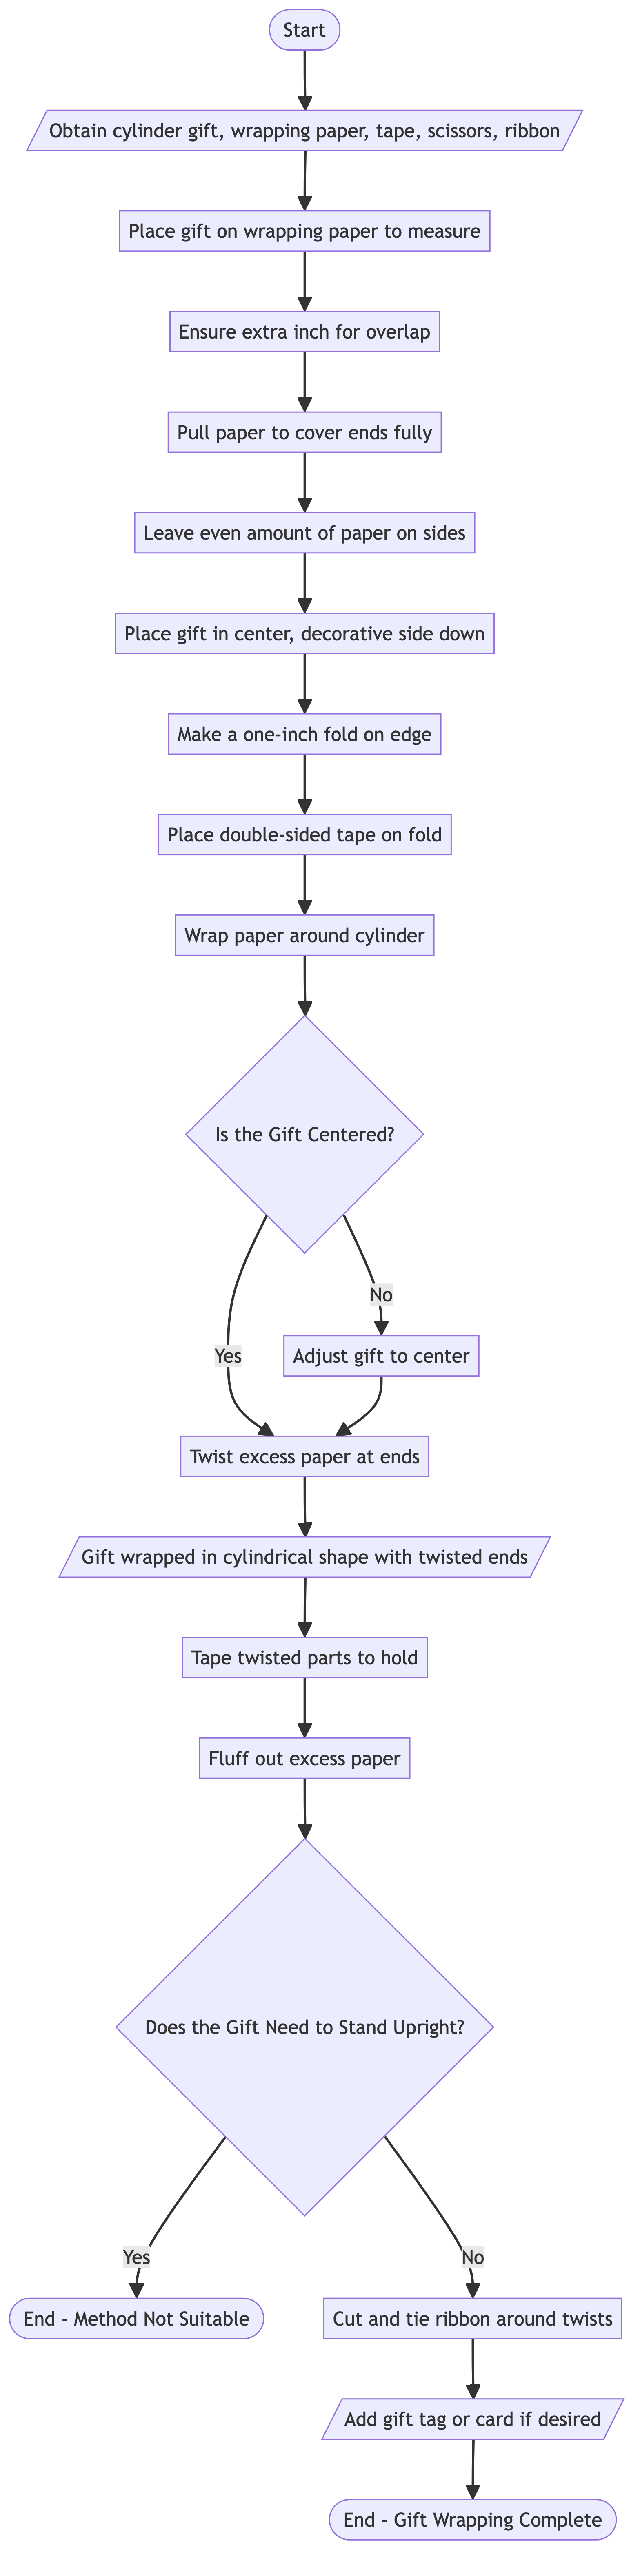 Start
Obtain cylinder gift, wrapping paper, tape, scissors, ribbon
Place gift on wrapping paper to measure
Ensure extra inch for overlap
Pull paper to cover ends fully
Leave even amount of paper on sides
Place gift in center, decorative side down
Make a one-inch fold on edge
Place double-sided tape on fold
Wrap paper around cylinder
Is the Gift Centered?
No
Yes
Adjust gift to center
Twist excess paper at ends
Gift wrapped in cylindrical shape with twisted ends
Tape twisted parts to hold
Fluff out excess paper
Does the Gift Need to Stand Upright?
Yes
No
End - Method Not Suitable
Cut and tie ribbon around twists
Add gift tag or card if desired
End - Gift Wrapping Complete